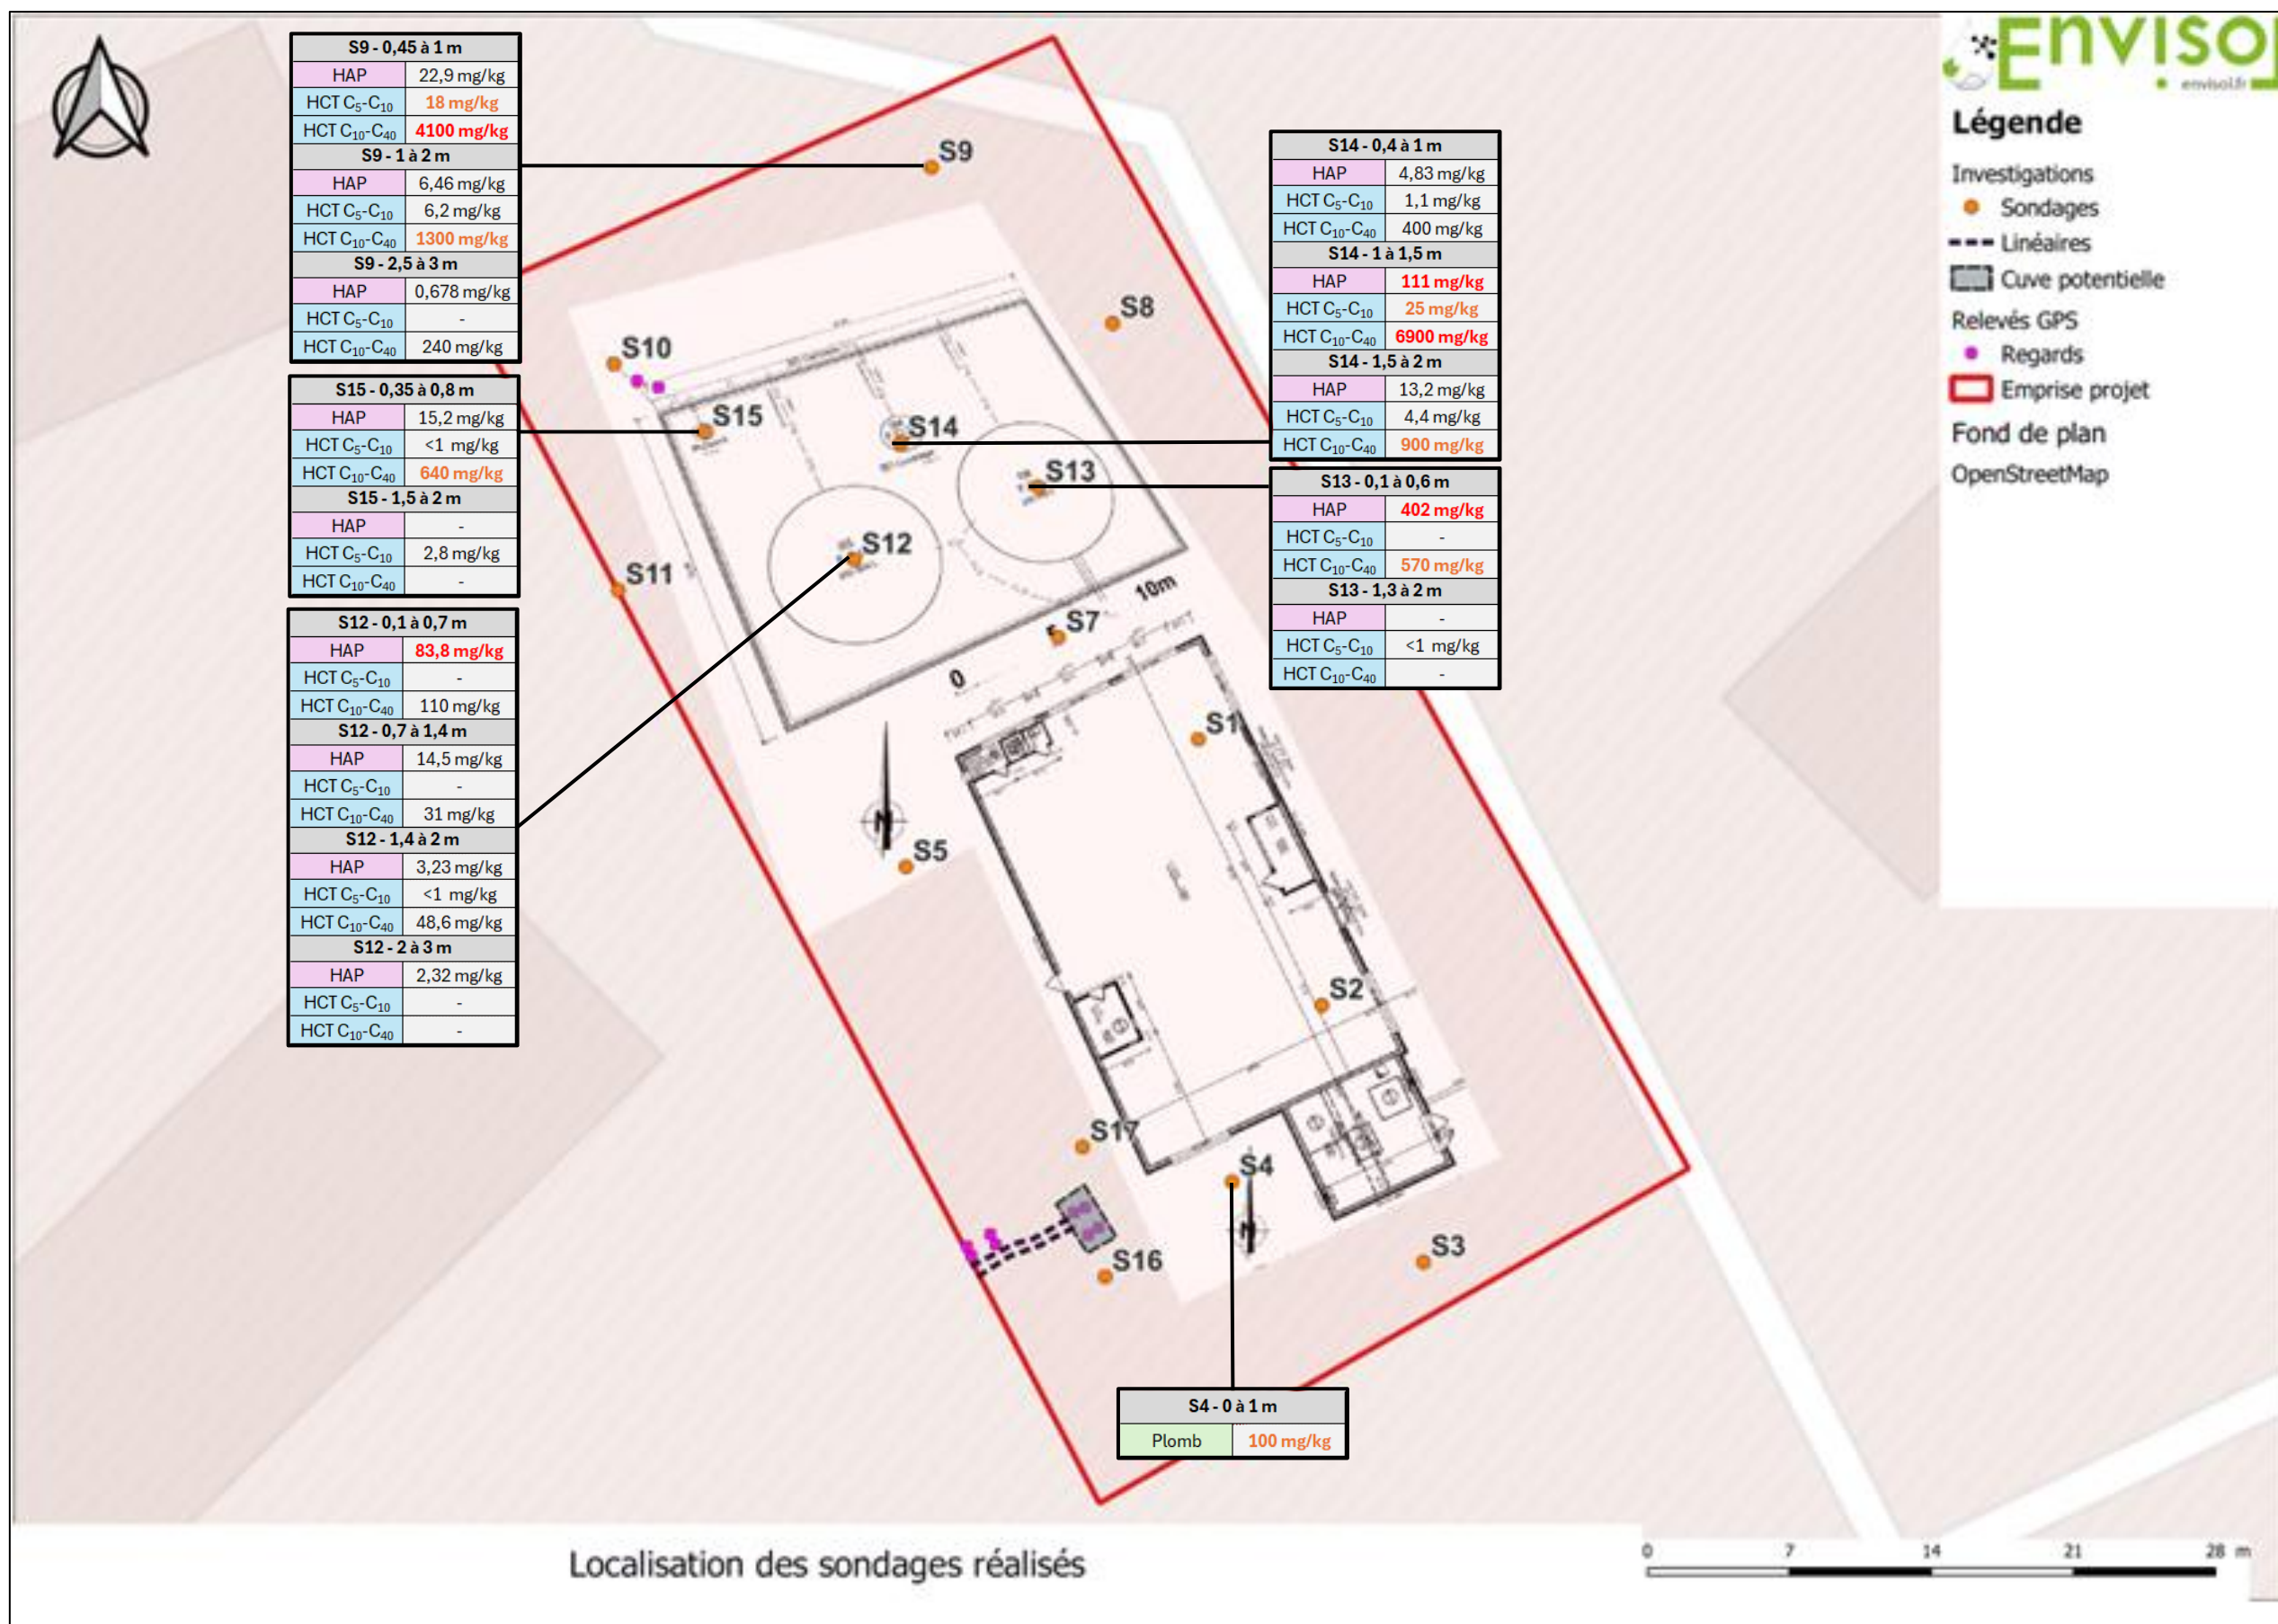 S9 - 0,45 à 1 m
HAP 22,9 mg/kg
HCT C5-C10 18 mg/kg
HCT C10-C40 4100 mg/kg
S9 - 1 à 2 m
HAP 6,46 mg/kg
HCT C5-C10 6,2 mg/kg
HCT C10-C40 1300 mg/kg
S9 - 2,5 à 3 m
HAP 0,678 mg/kg
HCT C5-C10 -
HCT C10-C40 240 mg/kg
S15 - 0,35 à 0,8 m
HAP 15,2 mg/kg
HCT C5-C10 <1 mg/kg
HCT C10-C40 640 mg/kg
S15 - 1,5 à 2 m
HAP -
HCT C5-C10 2,8 mg/kg
HCT C10-C40 -
S12 - 0,1 à 0,7 m
HAP 83,8 mg/kg
HCT C5-C10 -
HCT C10-C40 110 mg/kg
S12 - 0,7 à 1,4 m
HAP 14,5 mg/kg
HCT C5-C10 -
HCT C10-C40 31 mg/kg
S12 - 1,4 à 2 m
HAP 3,23 mg/kg
HCT C5-C10 <1 mg/kg
HCT C10-C40 48,6 mg/kg
S12 - 2 à 3 m
HAP 2,32 mg/kg
HCT C5-C10 -
HCT C10-C40 -
S9
S8
S10
S15
S14
S13
S12
S11
S7
10m
0
S1
N
S5
S2
S17
S4
N
S16
S3
S14 - 0,4 à 1 m
HAP 4,83 mg/kg
HCT C5-C10 1,1 mg/kg
HCT C10-C40 400 mg/kg
S14 - 1 à 1,5 m
HAP 111 mg/kg
HCT C5-C10 25 mg/kg
HCT C10-C40 6900 mg/kg
S14 - 1,5 à 2 m
HAP 13,2 mg/kg
HCT C5-C10 4,4 mg/kg
HCT C10-C40 900 mg/kg
S13 - 0,1 à 0,6 m
HAP 402 mg/kg
HCT C5-C10 -
HCT C10-C40 570 mg/kg
S13 - 1,3 à 2 m
HAP -
HCT C5-C10 <1 mg/kg
HCT C10-C40 -
S4 - 0 à 1 m
Plomb 100 mg/kg
Envisol
envisol.fr
Légende
Investigations
Sondages
Linéaires
Cuve potentielle
Relevés GPS
Regards
Emprise projet
Fond de plan
OpenStreetMap
Localisation des sondages réalisés
0 7 14 21 28 m